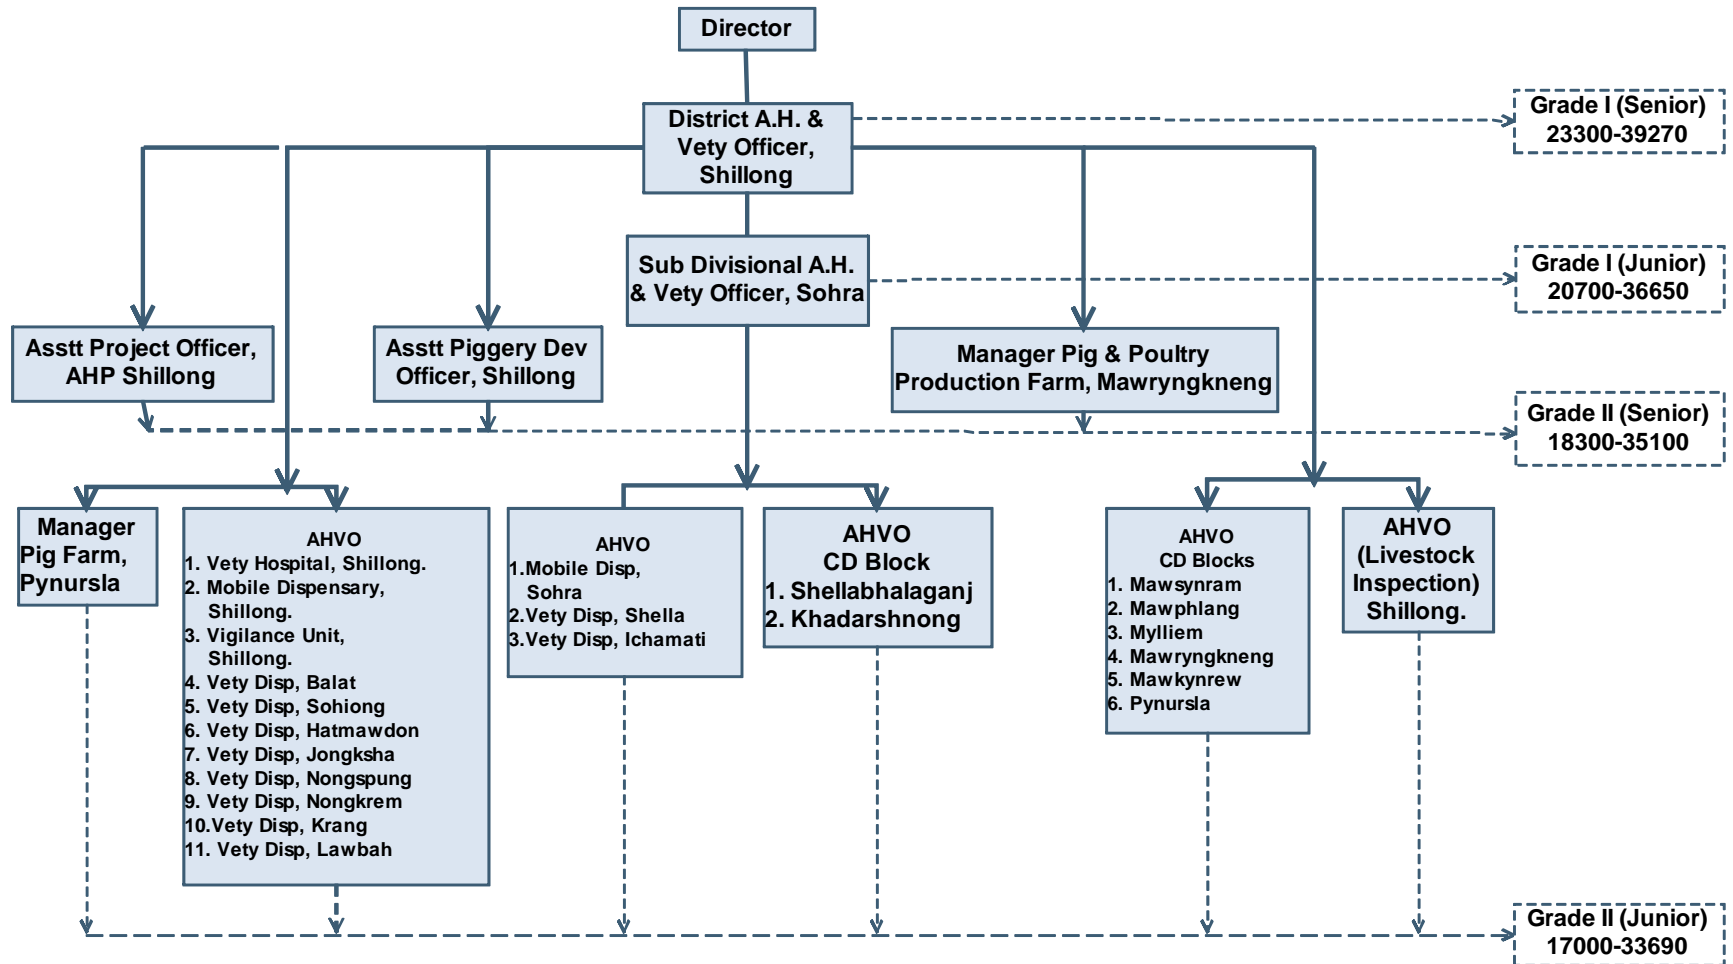 Director
District A.H. &
Vety Officer,
Shillong
Grade I (Senior)
23300-39270
Sub Divisional A.H.
& Vety Officer, Sohra
Grade I (Junior)
20700-36650
Asstt Project Officer,
AHP Shillong
Asstt Piggery Dev
Officer, Shillong
Manager Pig & Poultry
Production Farm, Mawryngkneng
Grade II (Senior)
18300-35100
Manager
Pig Farm,
Pynursla
AHVO
1. Vety Hospital, Shillong.
2. Mobile Dispensary,
Shillong.
3. Vigilance Unit,
Shillong.
4. Vety Disp, Balat
5. Vety Disp, Sohiong
6. Vety Disp, Hatmawdon
7. Vety Disp, Jongksha
8. Vety Disp, Nongspung
9. Vety Disp, Nongkrem
10.Vety Disp, Krang
11. Vety Disp, Lawbah
AHVO
1.Mobile Disp,
Sohra
2.Vety Disp, Shella
3.Vety Disp, Ichamati
AHVO
CD Block
1. Shellabhalaganj
2. Khadarshnong
AHVO
CD Blocks
1. Mawsynram
2. Mawphlang
3. Mylliem
4. Mawryngkneng
5. Mawkynrew
6. Pynursla
AHVO
(Livestock
Inspection)
Shillong.
Grade II (Junior)
17000-33690